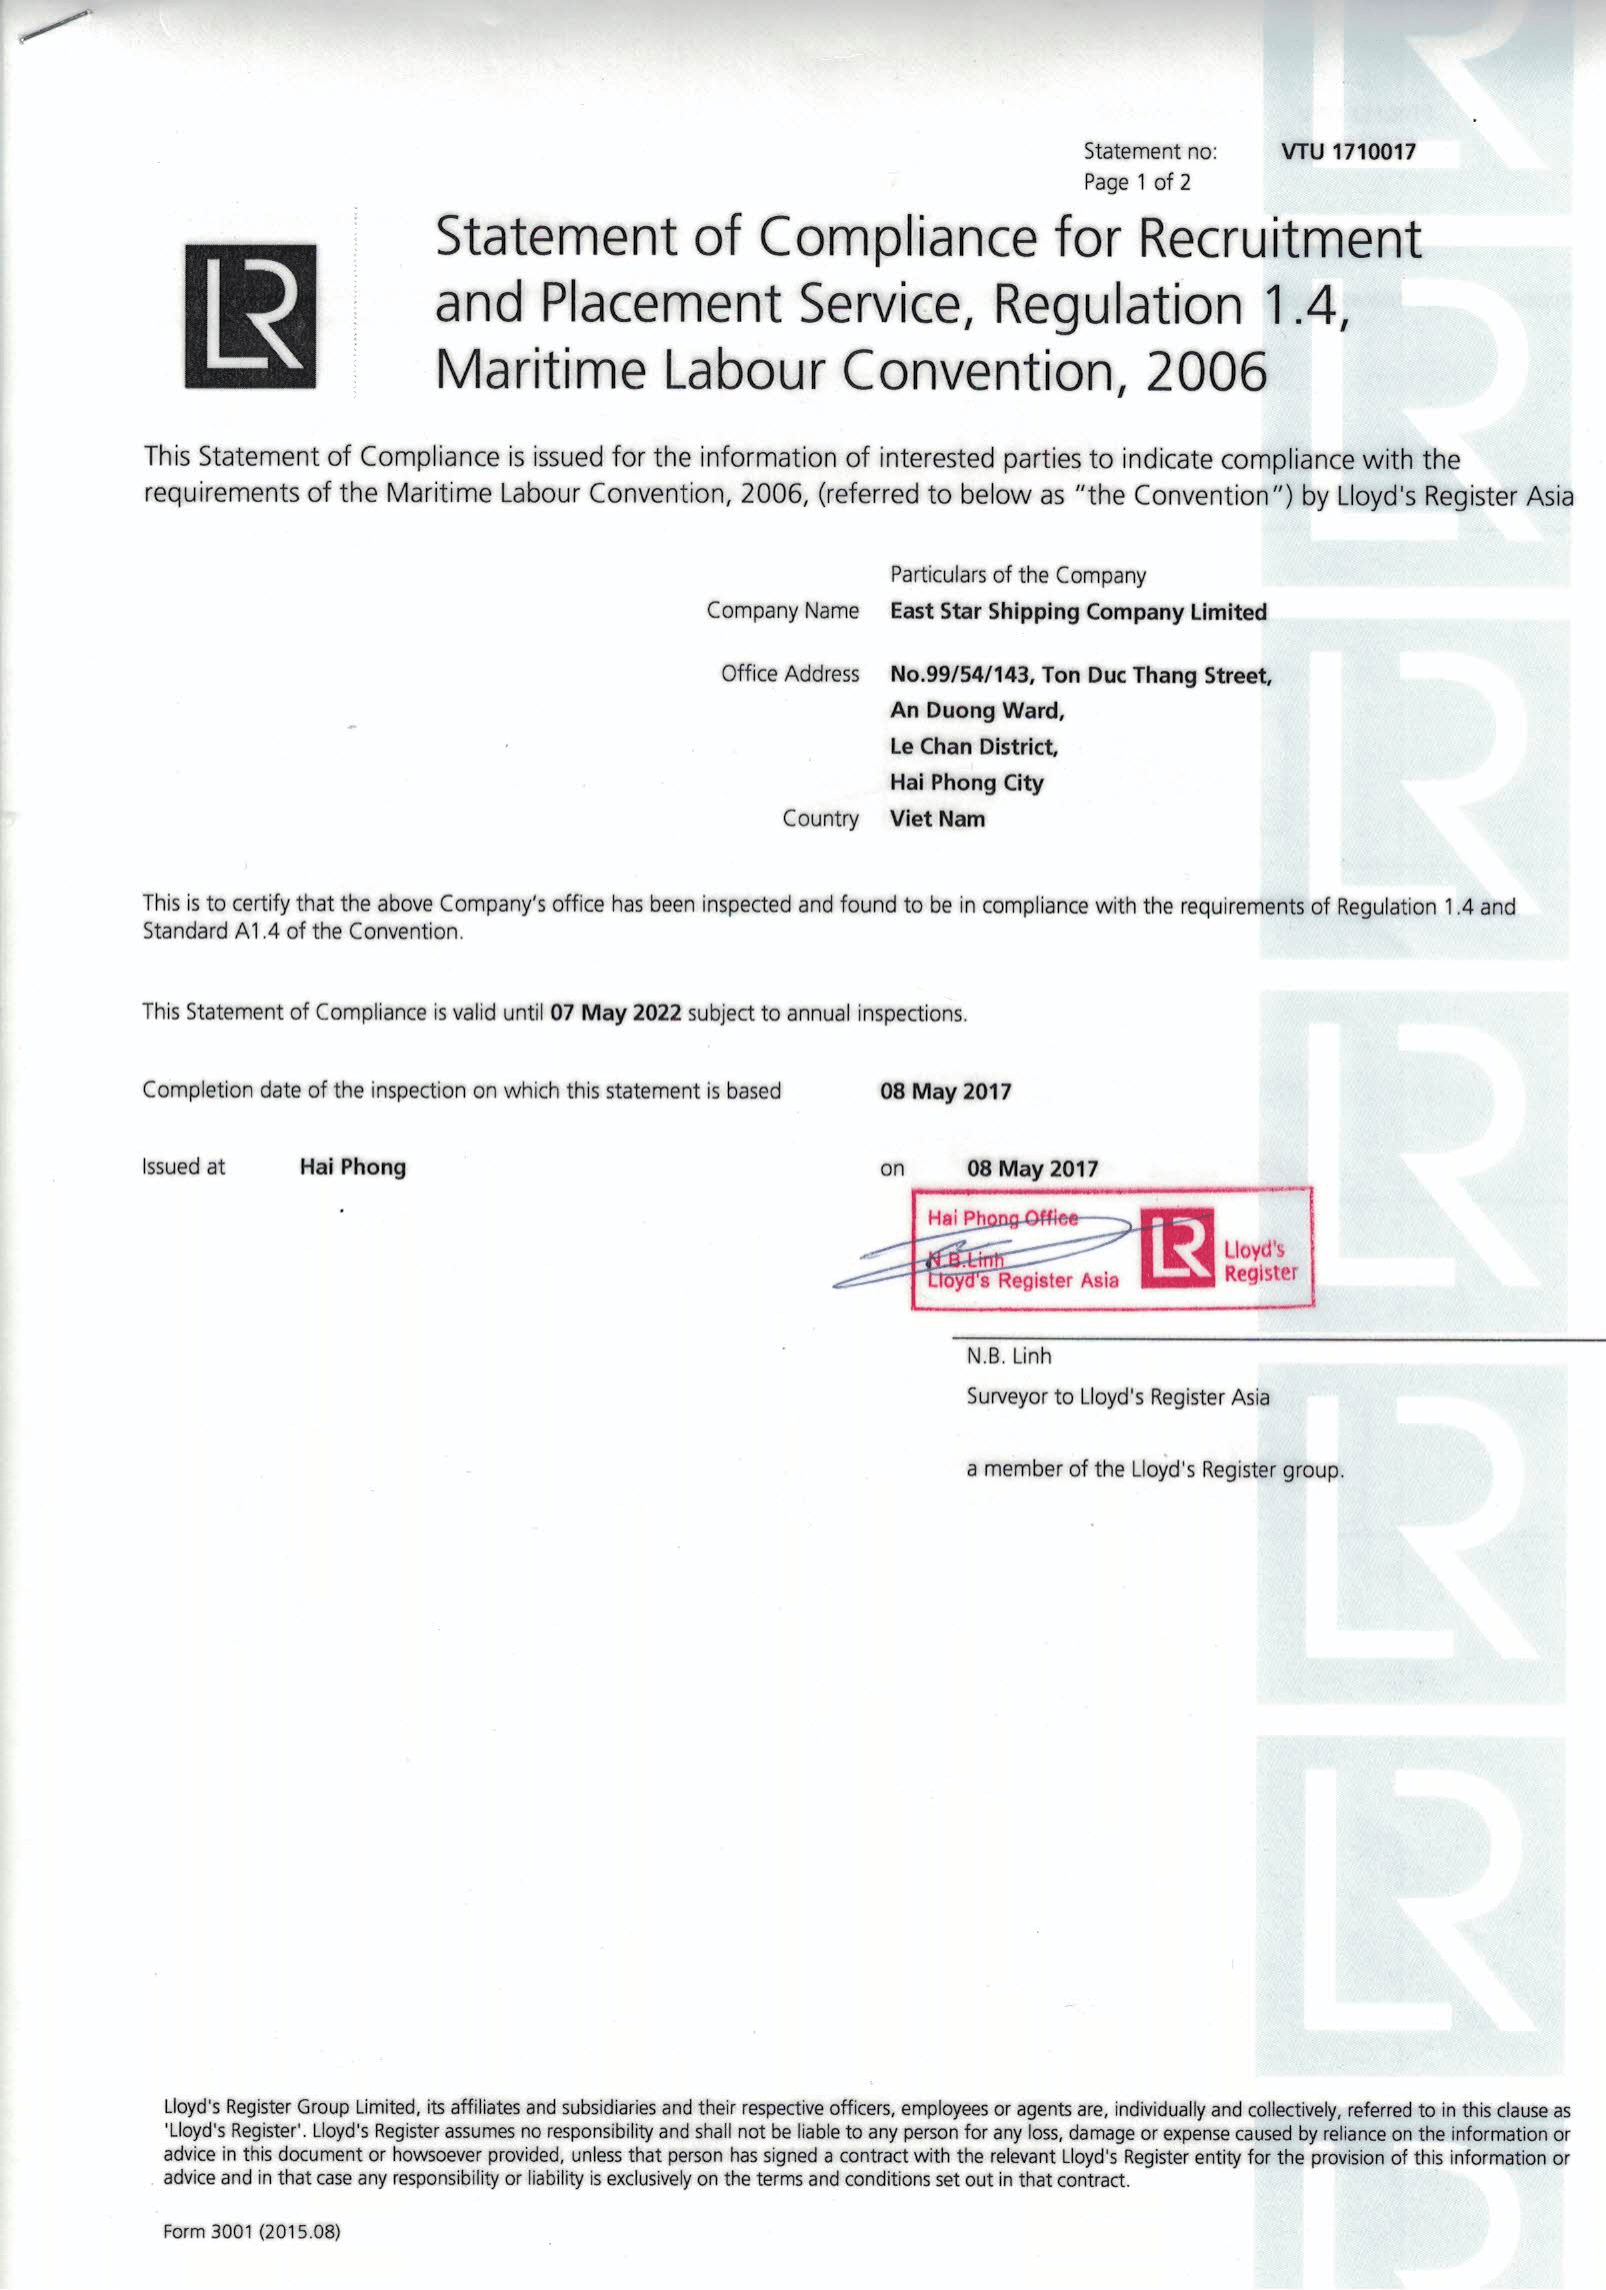 Statement no: VTU 1710017
Page 1 of 2
LR
Statement of Compliance for Recruitment
and Placement Service, Regulation 1.4,
Maritime Labour Convention, 2006
This Statement of Compliance is issued for the information of interested parties to indicate compliance with the
requirements of the Maritime Labour Convention, 2006, (referred to below as "the Convention") by Lloyd's Register Asia
Particulars of the Company
Company Name East Star Shipping Company Limited
Office Address No.99/54/143, Ton Duc Thang Street,
An Duong Ward,
Le Chan District,
Hai Phong City
Country Viet Nam
This is to certify that the above Company's office has been inspected and found to be in compliance with the requirements of Regulation 1.4 and
Standard A1.4 of the Convention.
This Statement of Compliance is valid until 07 May 2022 subject to annual inspections.
Completion date of the inspection on which this statement is based 08 May 2017
Issued at Hai Phong on 08 May 2017
Hai Phong Office
N.B.Linh
Lloyd's Register Asia
LR
Lloyd's
Register
N.B. Linh
Surveyor to Lloyd's Register Asia
a member of the Lloyd's Register group.
Lloyd's Register Group Limited, its affiliates and subsidiaries and their respective officers, employees or agents are, individually and collectively, referred to in this clause as
'Lloyd's Register'. Lloyd's Register assumes no responsibility and shall not be liable to any person for any loss, damage or expense caused by reliance on the information or
advice in this document or howsoever provided, unless that person has signed a contract with the relevant Lloyd's Register entity for the provision of this information or
advice and in that case any responsibility or liability is exclusively on the terms and conditions set out in that contract.
Form 3001 (2015.08)